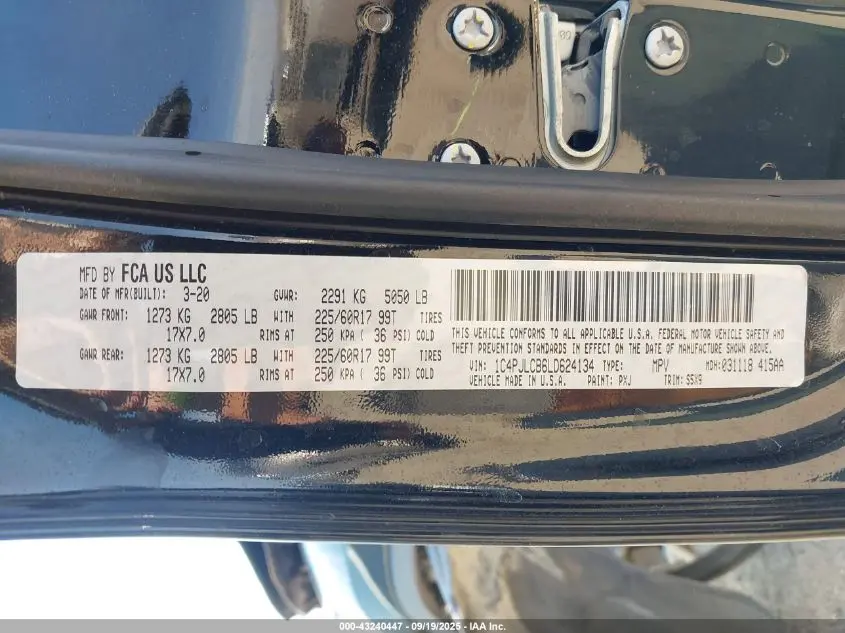 MFD BY FCA US LLC
DATE OF MFR(BUILT): 3-20 GVWR: 2291 KG 5050 LB
GAWR FRONT: 1273 KG 2805 LB WITH 225/60R17 99T TIRES
17X7.0 RIMS AT 250 KPA ( 36 PSI) COLD
GAWR REAR: 1273 KG 2805 LB WITH 225/60R17 99T TIRES
17X7.0 RIMS AT 250 KPA ( 36 PSI) COLD
THIS VEHICLE CONFORMS TO ALL APPLICABLE U.S.A. FEDERAL MOTOR VEHICLE SAFETY AND
THEFT PREVENTION STANDARDS IN EFFECT ON THE DATE OF MANUFACTURE SHOWN ABOVE.
VIN: 1C4PJLCB6LD624134 TYPE: MPV MDH:031118 415AA
VEHICLE MADE IN U.S.A. PAINT: PXJ TRIM: S5X9
000-43240447 - 09/19/2025 - IAA Inc.